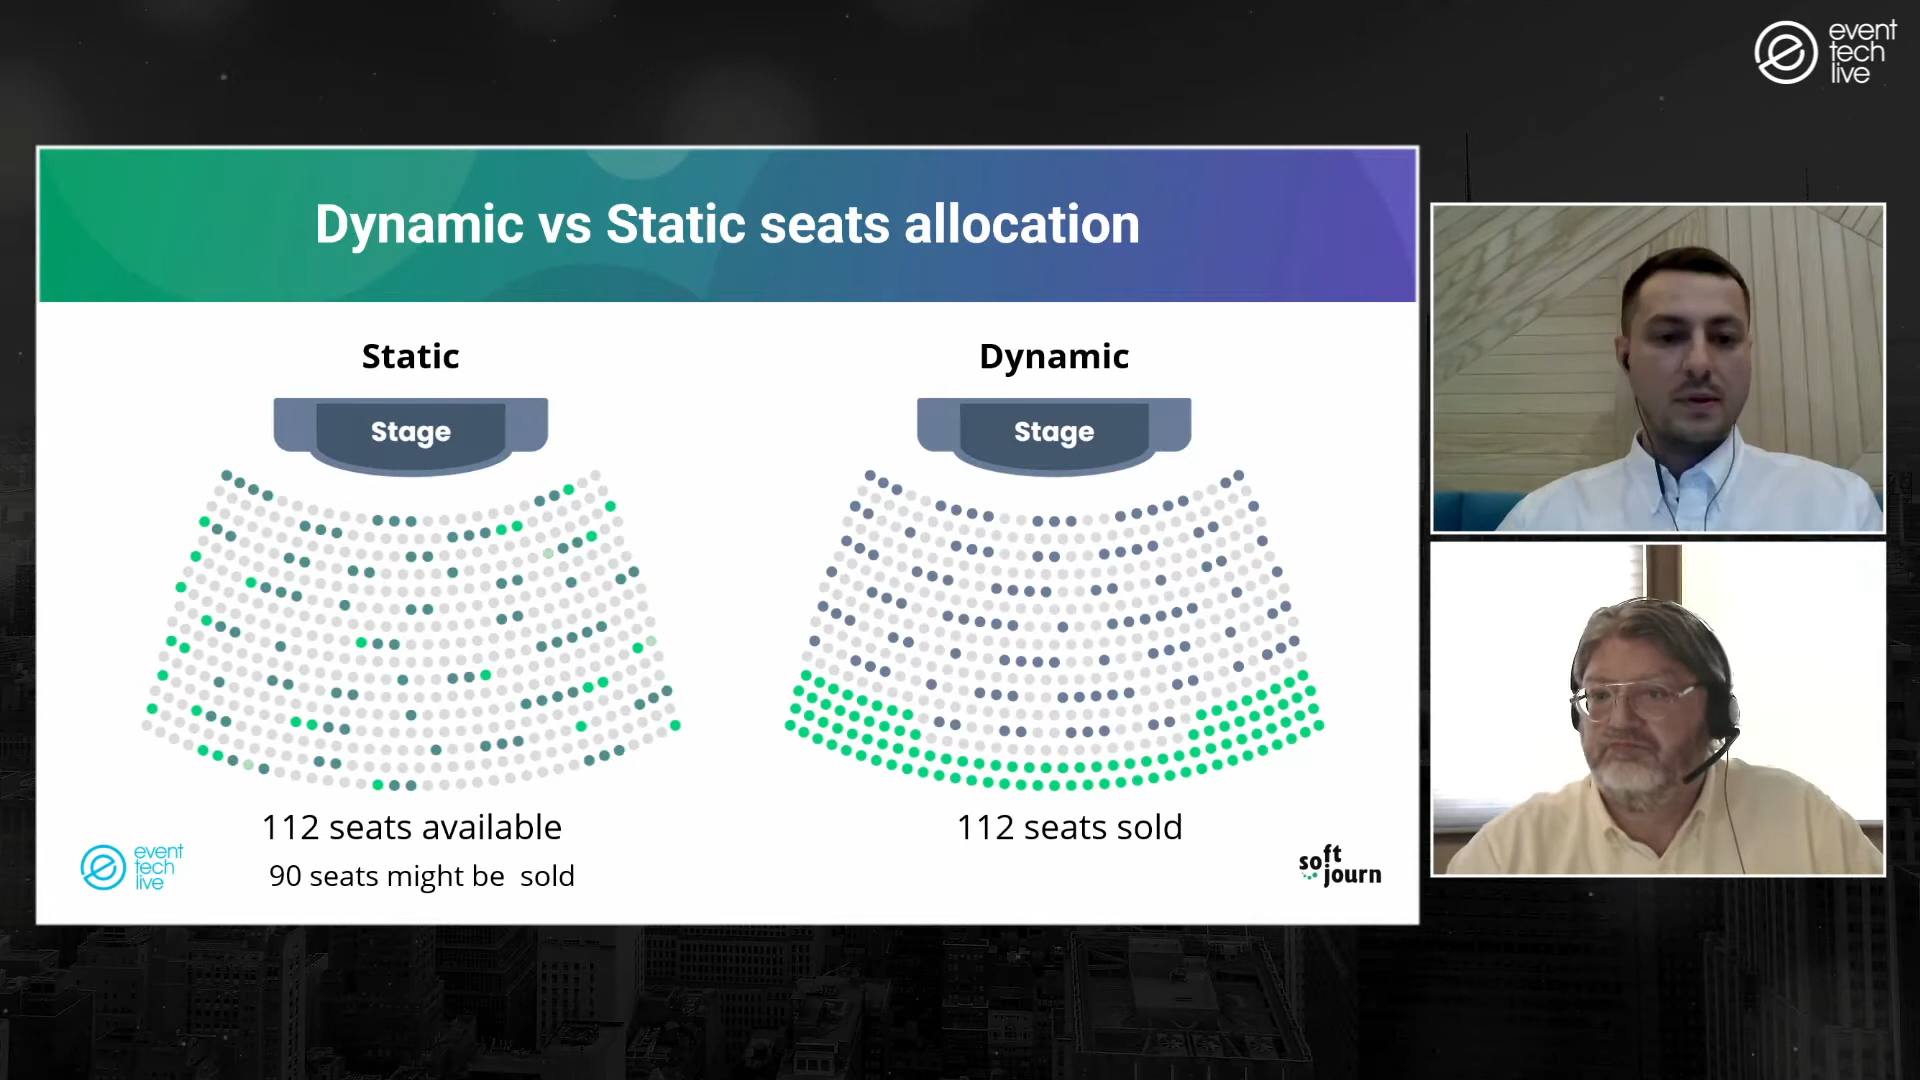 event
tech
live
Dynamic vs Static seats allocation
Static
Dynamic
Stage
Stage
112 seats available
90 seats might be sold
112 seats sold
event
tech
live
soft
journ